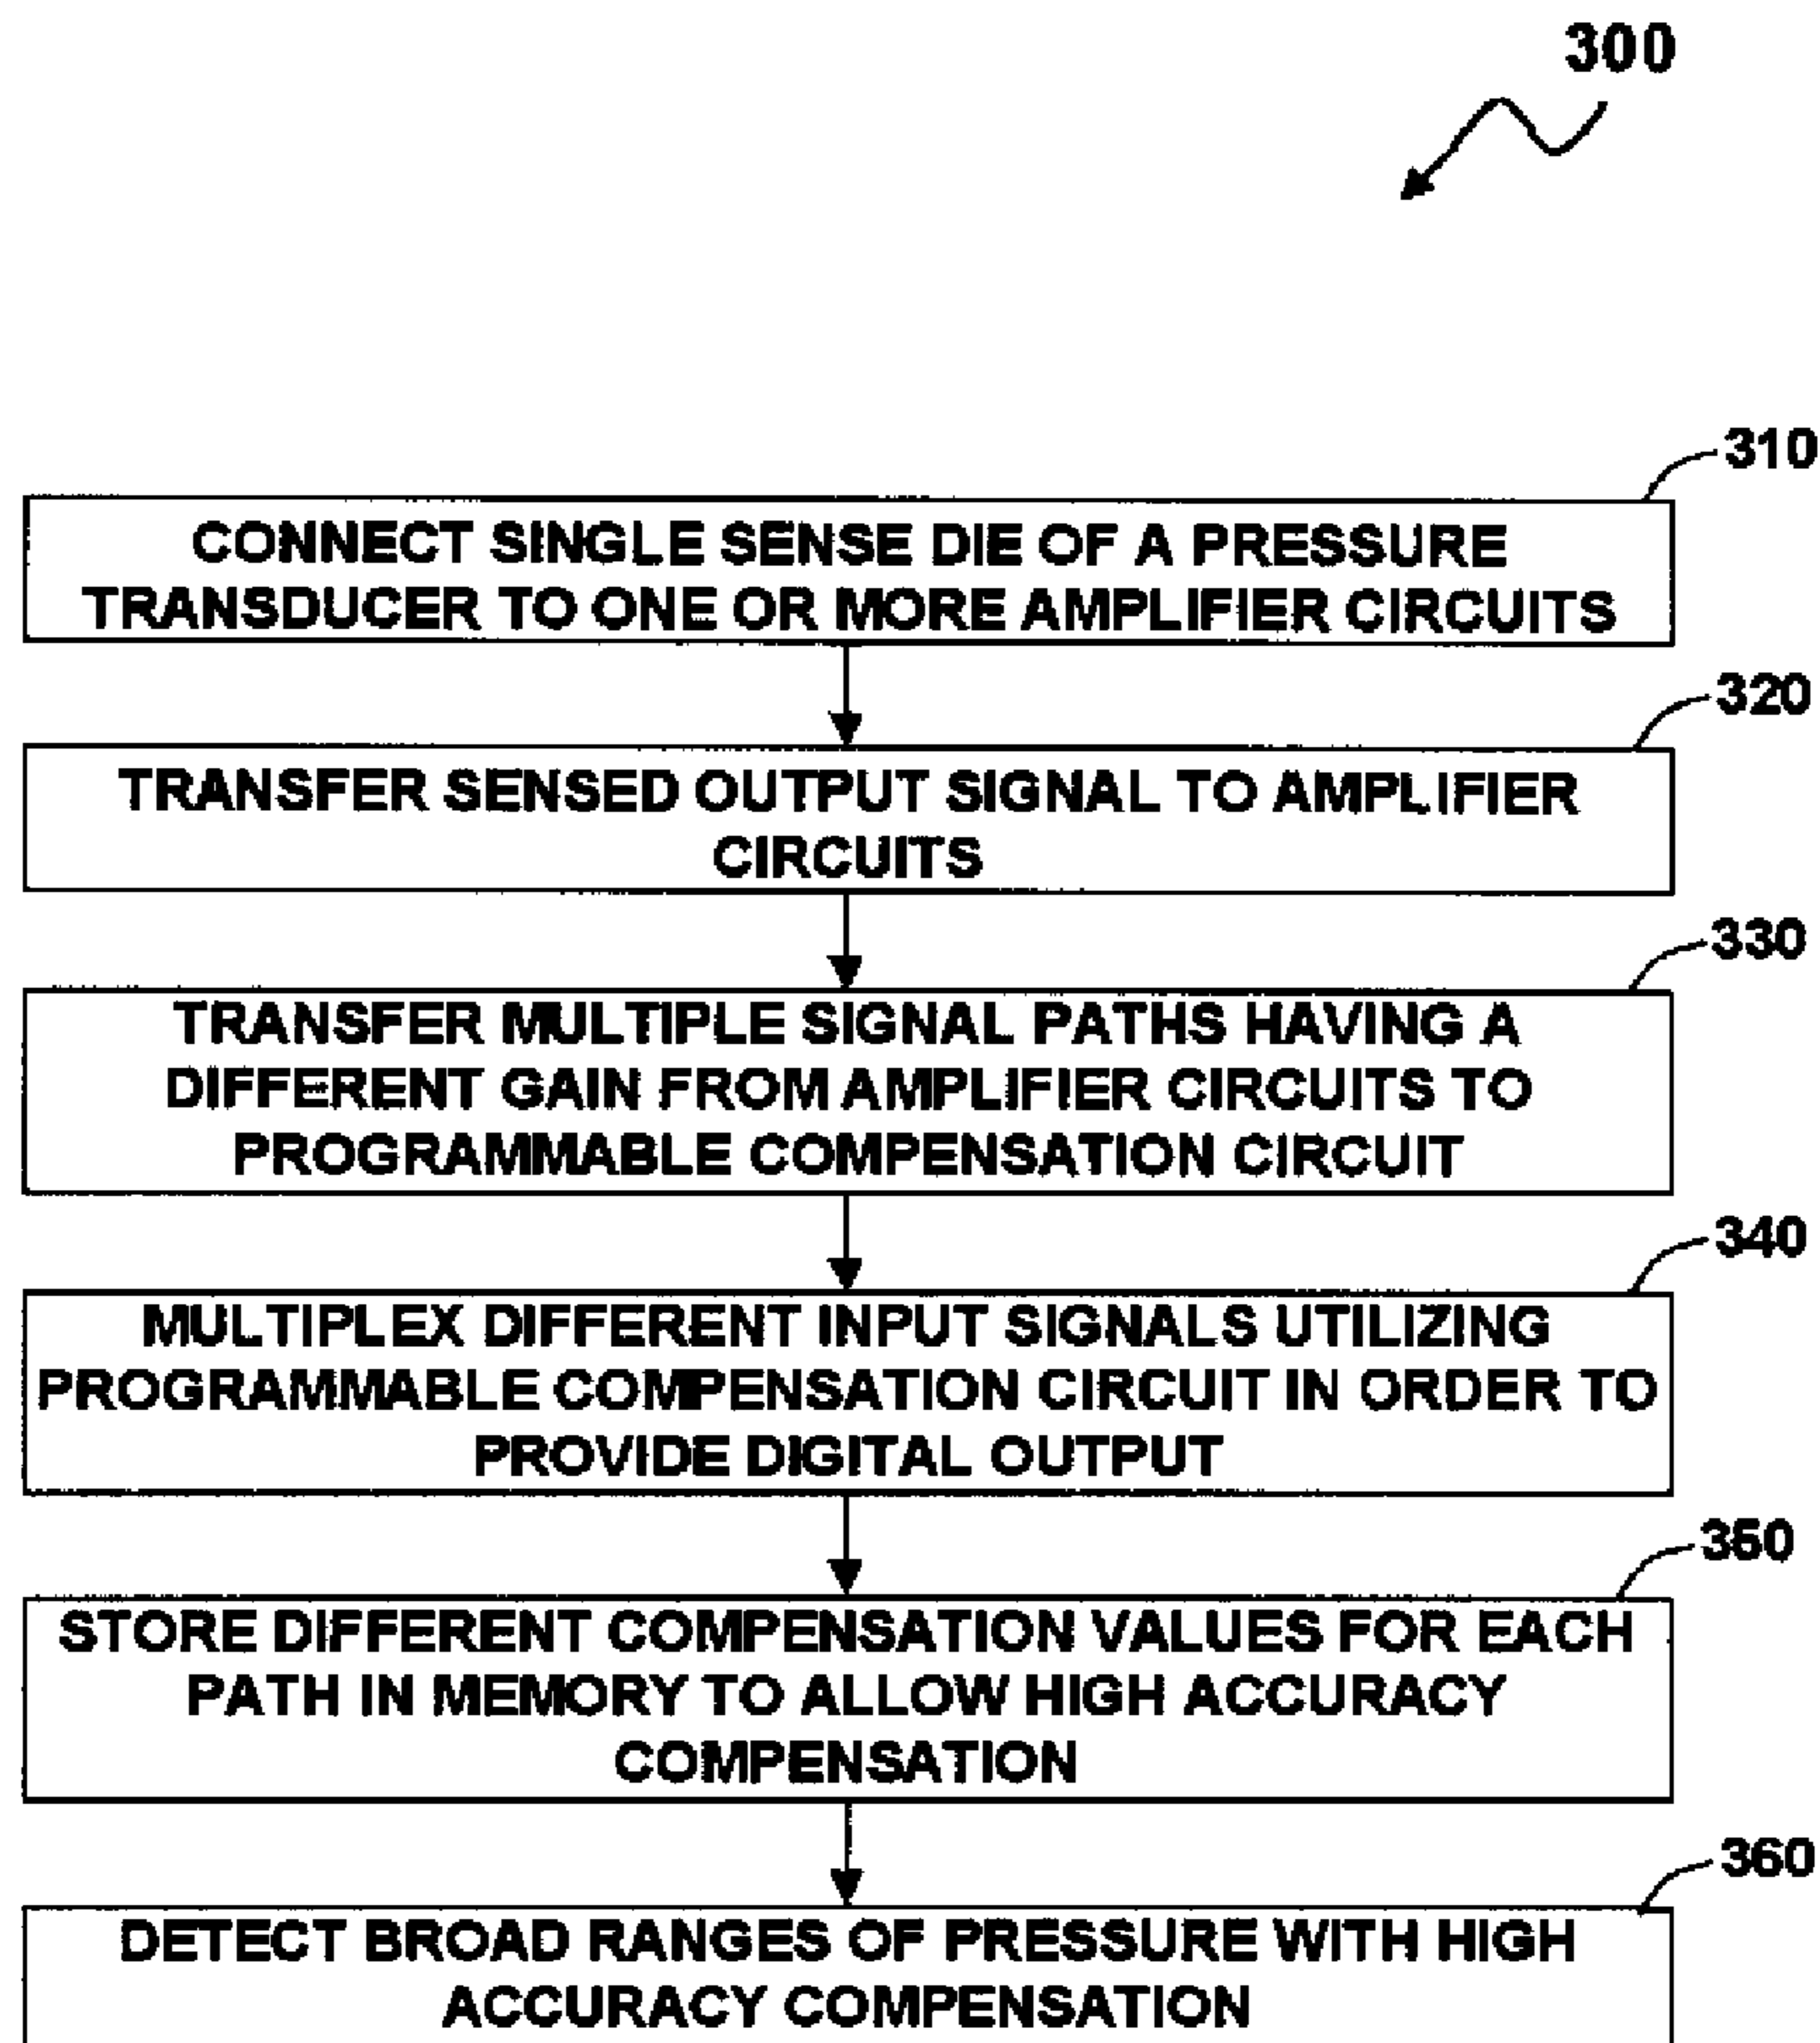 300
310
CONNECT SINGLE SENSE DIE OF A PRESSURE
TRANSDUCER TO ONE OR MORE AMPLIFIER CIRCUITS
320
TRANSFER SENSED OUTPUT SIGNAL TO AMPLIFIER
CIRCUITS
330
TRANSFER MULTIPLE SIGNAL PATHS HAVING A
DIFFERENT GAIN FROM AMPLIFIER CIRCUITS TO
PROGRAMMABLE COMPENSATION CIRCUIT
340
MULTIPLEX DIFFERENT INPUT SIGNALS UTILIZING
PROGRAMMABLE COMPENSATION CIRCUIT IN ORDER TO
PROVIDE DIGITAL OUTPUT
350
STORE DIFFERENT COMPENSATION VALUES FOR EACH
PATH IN MEMORY TO ALLOW HIGH ACCURACY
COMPENSATION
360
DETECT BROAD RANGES OF PRESSURE WITH HIGH
ACCURACY COMPENSATION